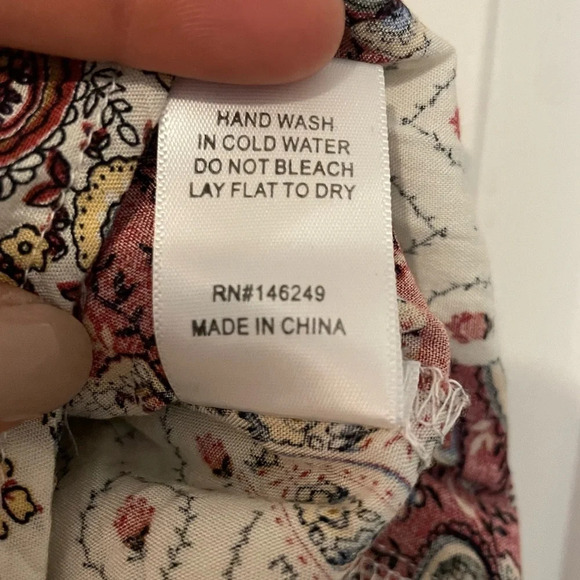 HAND WASH
IN COLD WATER
DO NOT BLEACH
LAY FLAT TO DRY
RN#146249
MADE IN CHINA